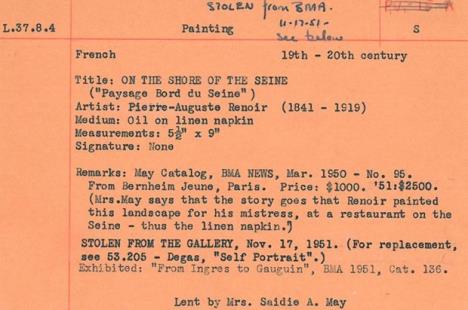 STOLEN from BMA.
11-17-51-
see below
L.37.8.4 Painting S
French 19th - 20th century
Title: ON THE SHORE OF THE SEINE
("Paysage Bord du Seine")
Artist: Pierre-Auguste Renoir (1841 - 1919)
Medium: Oil on linen napkin
Measurements: 5½" x 9"
Signature: None
Remarks: May Catalog, BMA NEWS, Mar. 1950 - No. 95.
From Bernheim Jeune, Paris. Price: $1000. '51:$2500.
(Mrs.May says that the story goes that Renoir painted
this landscape for his mistress, at a restaurant on the
Seine - thus the linen napkin.")
STOLEN FROM THE GALLERY, Nov. 17, 1951. (For replacement,
see 53.205 - Degas, "Self Portrait".)
Exhibited: "From Ingres to Gauguin", BMA 1951, Cat. 136.
Lent by Mrs. Saidie A. May